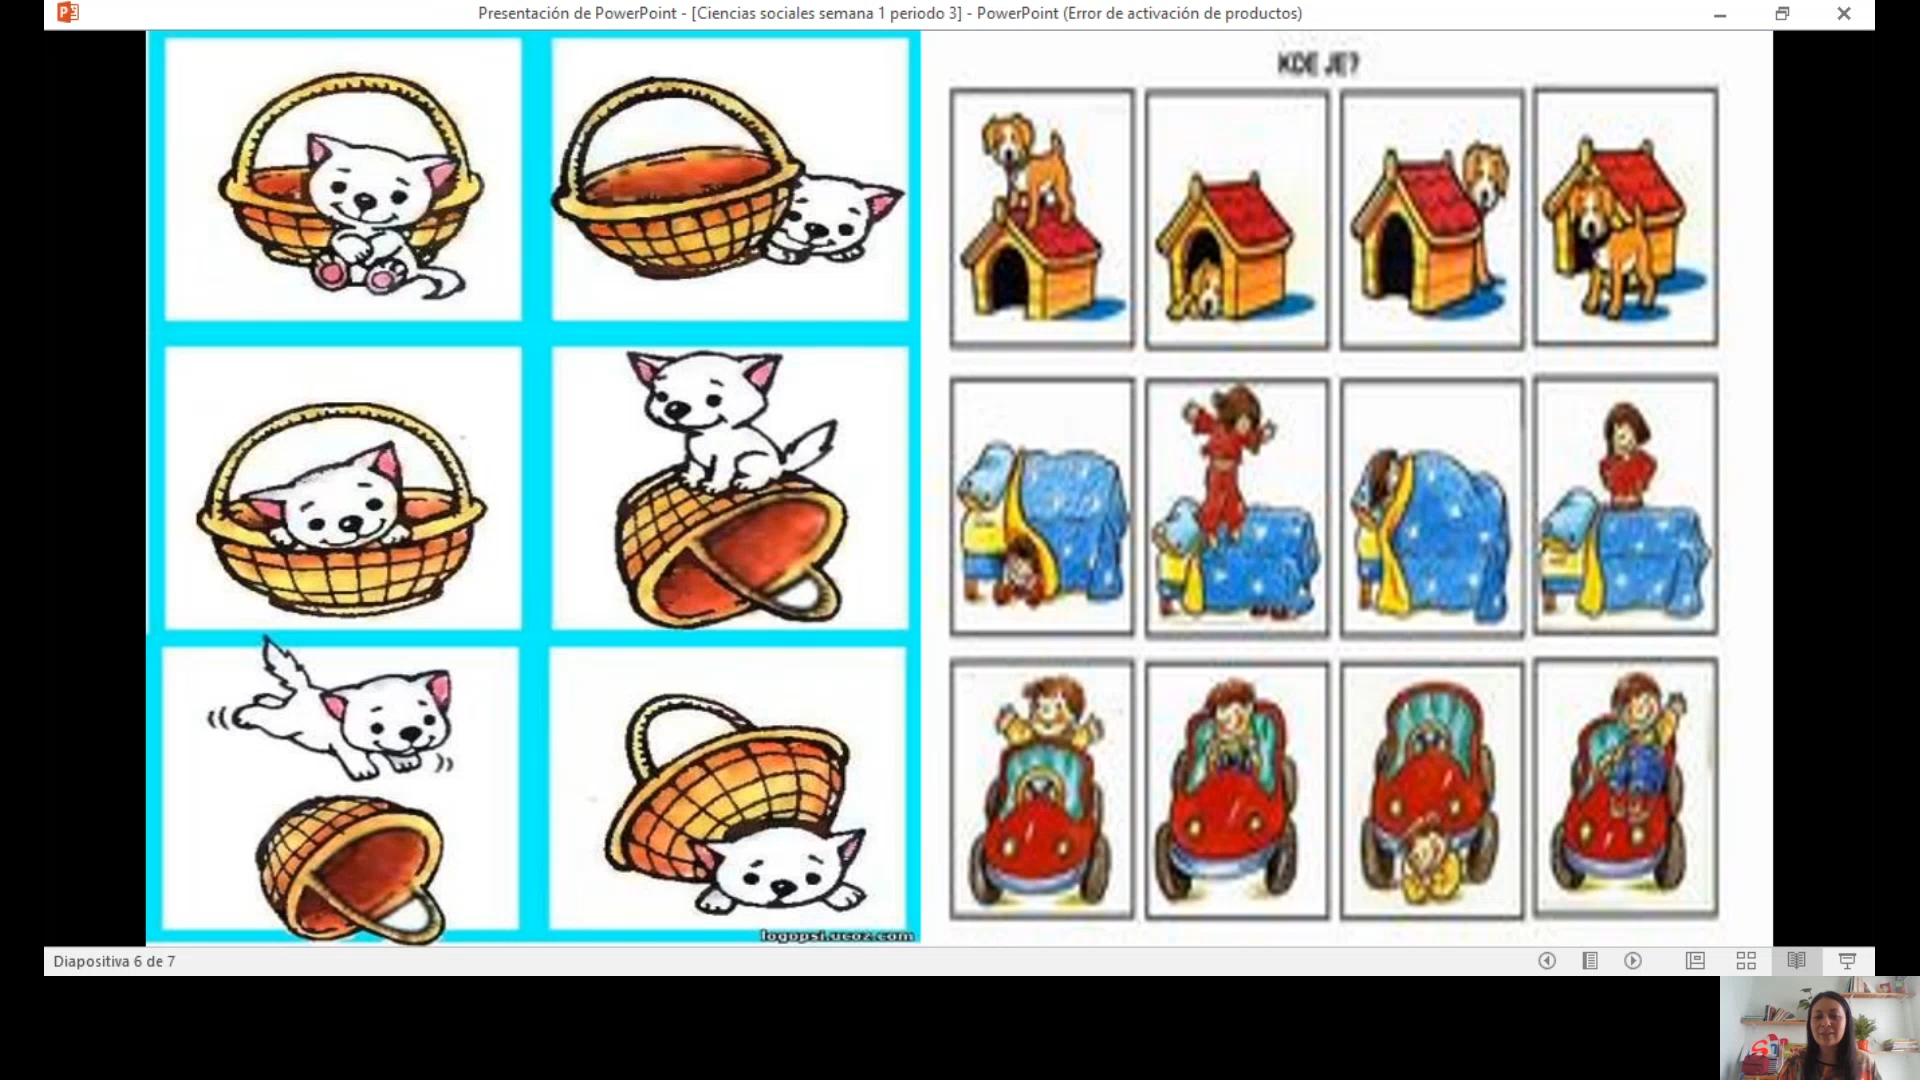 Presentación de PowerPoint - [Ciencias sociales semana 1 periodo 3] - PowerPoint (Error de activación de productos)
KDE JE?
logopsi.ucoz.com
Diapositiva 6 de 7